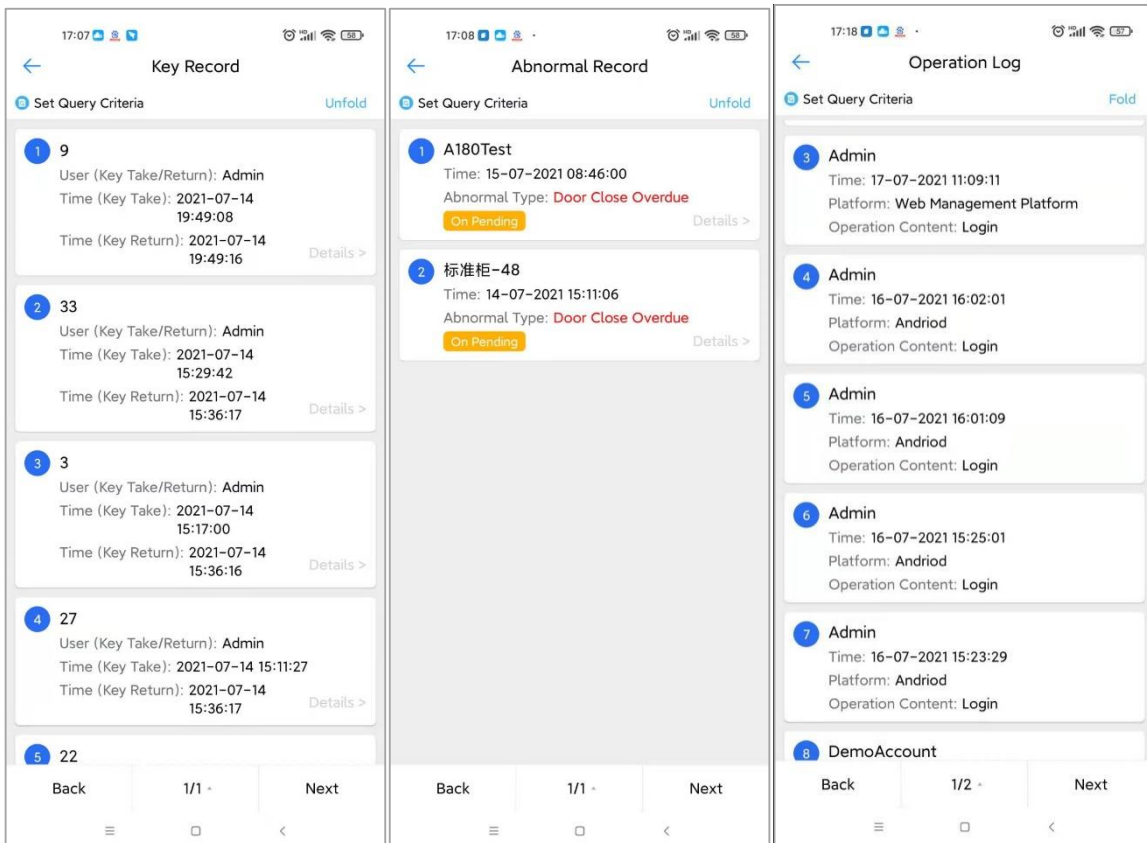 17:07
58
Key Record
Set Query Criteria
Unfold
1
9
User (Key Take/Return): Admin
Time (Key Take): 2021-07-14
19:49:08
Time (Key Return): 2021-07-14
19:49:16
Details >
2
33
User (Key Take/Return): Admin
Time (Key Take): 2021-07-14
15:29:42
Time (Key Return): 2021-07-14
15:36:17
Details >
3
3
User (Key Take/Return): Admin
Time (Key Take): 2021-07-14
15:17:00
Time (Key Return): 2021-07-14
15:36:16
Details >
4
27
User (Key Take/Return): Admin
Time (Key Take): 2021-07-14 15:11:27
Time (Key Return): 2021-07-14
15:36:17
Details >
5
22
Back
1/1
Next
17:08
58
Abnormal Record
Set Query Criteria
Unfold
1
A180Test
Time: 15-07-2021 08:46:00
Abnormal Type: Door Close Overdue
On Pending
Details >
2
标准柜-48
Time: 14-07-2021 15:11:06
Abnormal Type: Door Close Overdue
On Pending
Details >
Back
1/1
Next
17:18
57
Operation Log
Set Query Criteria
Fold
3
Admin
Time: 17-07-2021 11:09:11
Platform: Web Management Platform
Operation Content: Login
4
Admin
Time: 16-07-2021 16:02:01
Platform: Andriod
Operation Content: Login
5
Admin
Time: 16-07-2021 16:01:09
Platform: Andriod
Operation Content: Login
6
Admin
Time: 16-07-2021 15:25:01
Platform: Andriod
Operation Content: Login
7
Admin
Time: 16-07-2021 15:23:29
Platform: Andriod
Operation Content: Login
8
DemoAccount
Back
1/2
Next